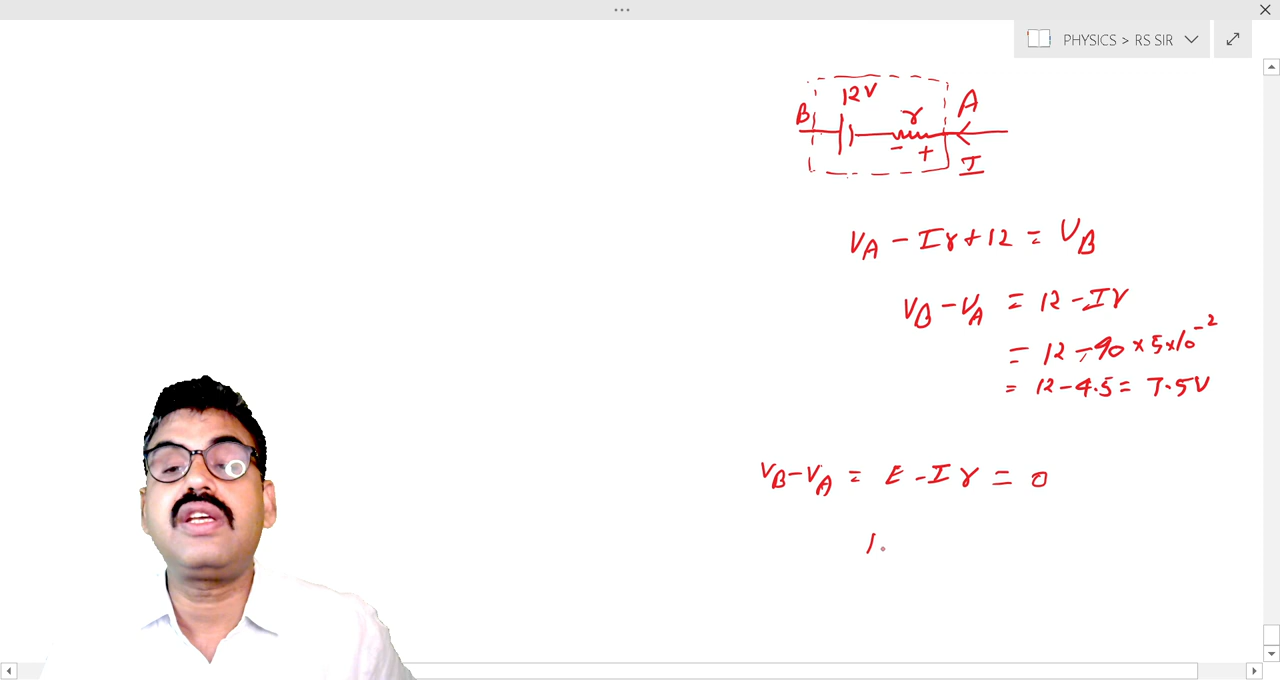 PHYSICS > RS SIR
12V
B
r
A
- +
I
VA - Ir + 12 = VB
VB - VA = 12 - Ir
= 12 - 90 × 5 × 10^-2
= 12 - 4.5 = 7.5V
VB - VA = E - Ir = 0